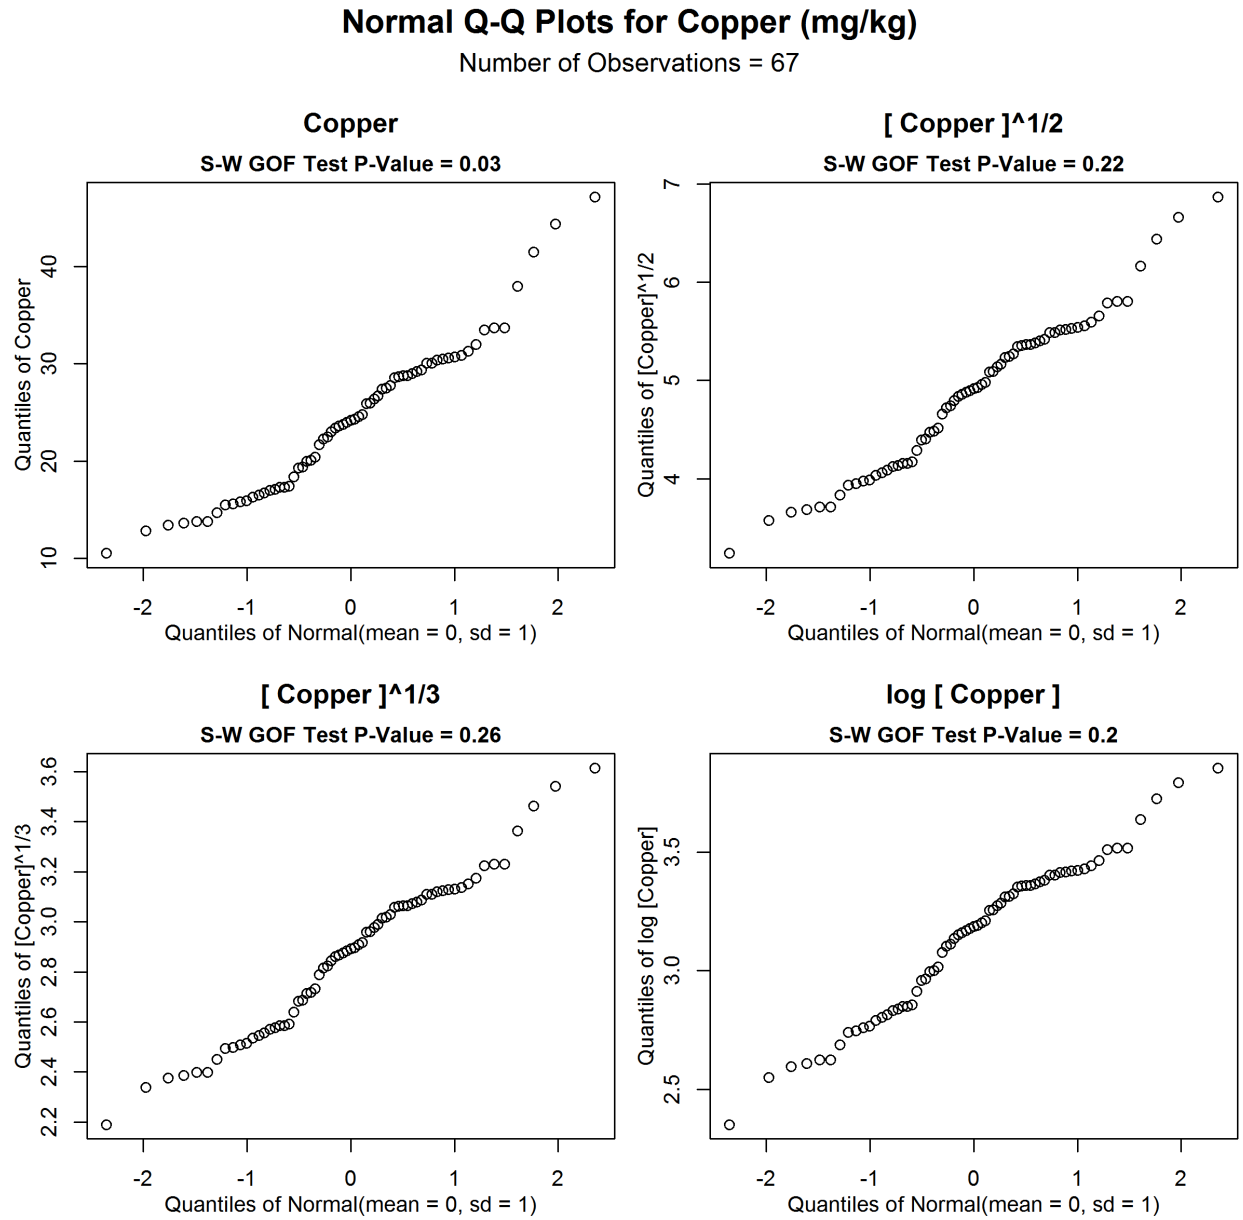 Normal Q-Q Plots for Copper (mg/kg)
Number of Observations = 67
Copper
S-W GOF Test P-Value = 0.03
Quantiles of Copper
10
20
30
40
-2
-1
0
1
2
Quantiles of Normal(mean = 0, sd = 1)
[ Copper ]^1/2
S-W GOF Test P-Value = 0.22
Quantiles of [Copper]^1/2
4
5
6
7
-2
-1
0
1
2
Quantiles of Normal(mean = 0, sd = 1)
[ Copper ]^1/3
S-W GOF Test P-Value = 0.26
Quantiles of [Copper]^1/3
2.2
2.4
2.6
2.8
3.0
3.2
3.4
3.6
-2
-1
0
1
2
Quantiles of Normal(mean = 0, sd = 1)
log [ Copper ]
S-W GOF Test P-Value = 0.2
Quantiles of log [Copper]
2.5
3.0
3.5
-2
-1
0
1
2
Quantiles of Normal(mean = 0, sd = 1)